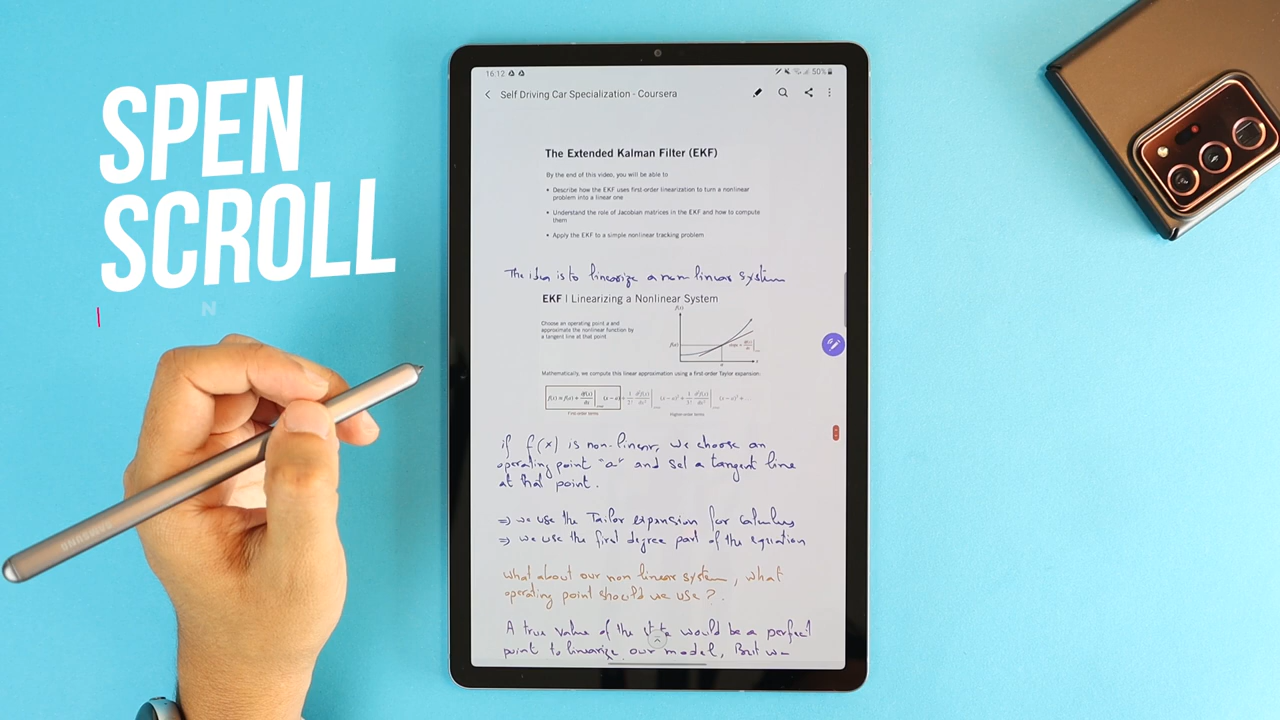 SPEN
SCROLL
N
SAMSUNG
16:12
50%
Self Driving Car Specialization - Coursera
The Extended Kalman Filter (EKF)
By the end of this video, you will be able to
• Describe how the EKF uses first-order linearization to turn a nonlinear
problem into a linear one
• Understand the role of Jacobian matrices in the EKF and how to compute
them
• Apply the EKF to a simple nonlinear tracking problem
The idea is to linearize a non linear system
EKF | Linearizing a Nonlinear System
Choose an operating point a and
approximate the nonlinear function by
a tangent line at that point
f(x)
f(a)
a
x
Mathematically, we compute this linear approximation using a first-order Taylor expansion:
First-order terms
Higher-order terms
if f(x) is non-linear, we choose an
operating point "a" and sel a tangent line
at that point.
=> we use the Tailor expansion for calculus
=> we use the first degree part of the equation
What about our non linear system, what
operating point should we use?
A true value of the would be a perfect
point to linearize our model, But we